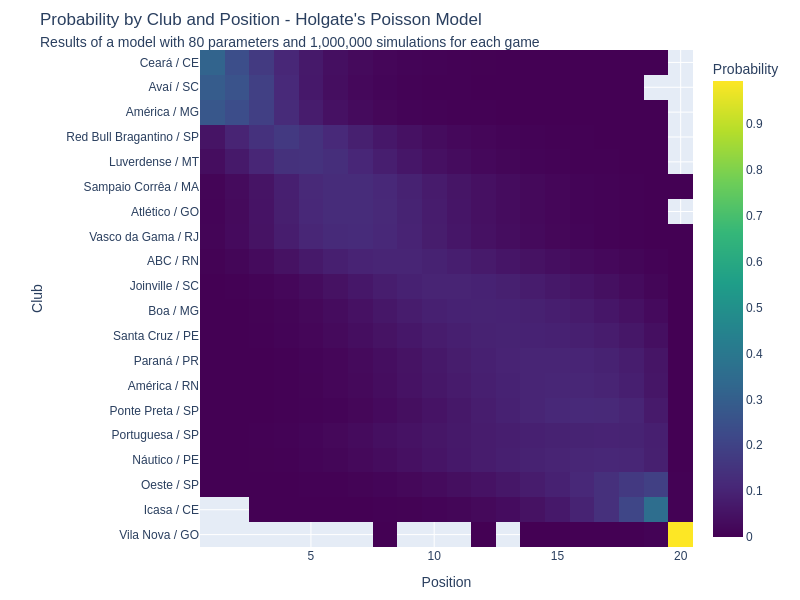 Probability by Club and Position - Holgate's Poisson Model
Results of a model with 80 parameters and 1,000,000 simulations for each game
Probability
Ceará / CE
Avaí / SC
América / MG
Red Bull Bragantino / SP
Luverdense / MT
Sampaio Corrêa / MA
Atlético / GO
Vasco da Gama / RJ
ABC / RN
Joinville / SC
Boa / MG
Santa Cruz / PE
Paraná / PR
América / RN
Ponte Preta / SP
Portuguesa / SP
Náutico / PE
Oeste / SP
Icasa / CE
Vila Nova / GO
Club
5
10
15
20
Position
0.9
0.8
0.7
0.6
0.5
0.4
0.3
0.2
0.1
0